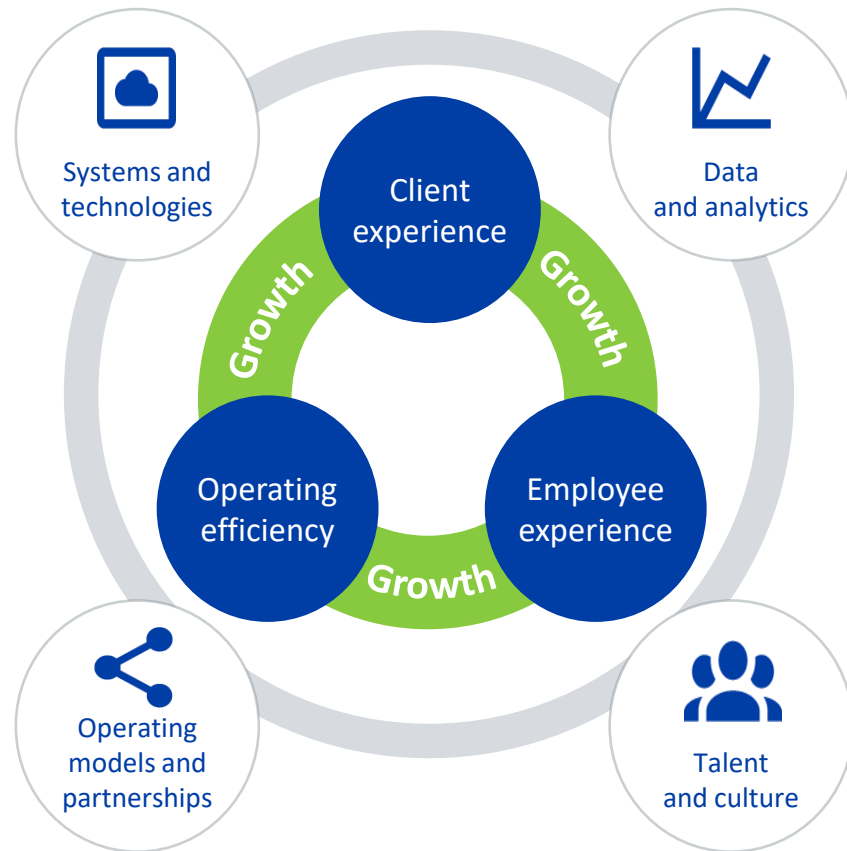 Systems and
technologies
Data
and analytics
Client
experience
Growth
Growth
Operating
efficiency
Employee
experience
Growth
Operating
models and
partnerships
Talent
and culture